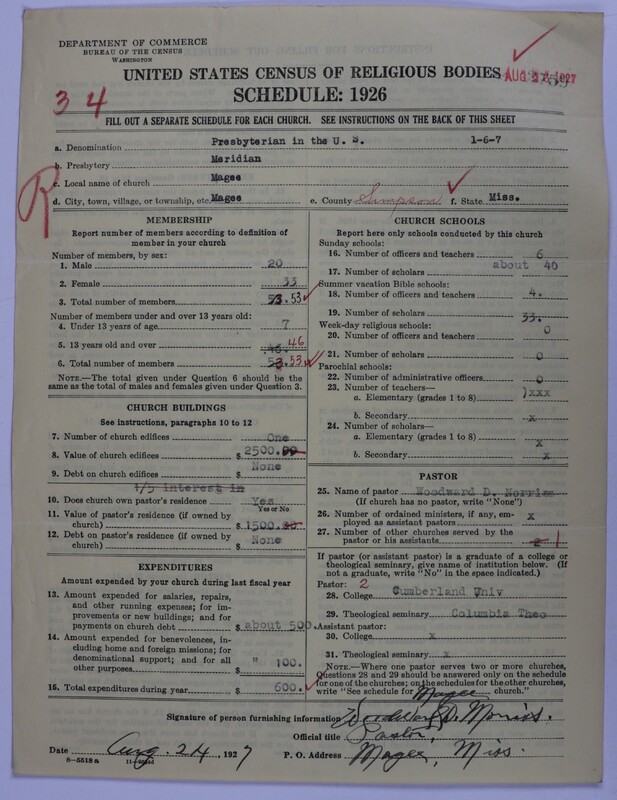 DEPARTMENT OF COMMERCE
BUREAU OF THE CENSUS
WASHINGTON
UNITED STATES CENSUS OF RELIGIOUS BODIES
AUG 27 1927
3 4
SCHEDULE: 1926
FILL OUT A SEPARATE SCHEDULE FOR EACH CHURCH. SEE INSTRUCTIONS ON THE BACK OF THIS SHEET
a. Denomination Presbyterian in the U. S. 1-6-7
b. Presbytery Meridian
c. Local name of church Magee
d. City, town, village, or township, etc. Magee e. County Simpson f. State Miss.
R
MEMBERSHIP
Report number of members according to definition of
member in your church
Number of members, by sex:
1. Male 20
2. Female 33
3. Total number of members 53. 53
Number of members under and over 13 years old:
4. Under 13 years of age 7
5. 13 years old and over 46. 46
6. Total number of members 53. 53
NOTE.—The total given under Question 6 should be the
same as the total of males and females given under Question 3.
CHURCH BUILDINGS
See instructions, paragraphs 10 to 12
7. Number of church edifices One
8. Value of church edifices $ 2500.00
9. Debt on church edifices $ None
1/5 interest in
10. Does church own pastor's residence Yes
Yes or No
11. Value of pastor's residence (if owned by
church) $ 1500.00
12. Debt on pastor's residence (if owned by
church) $ None
EXPENDITURES
Amount expended by your church during last fiscal year
13. Amount expended for salaries, repairs,
and other running expenses; for im-
provements or new buildings; and for
payments on church debt $ about 500.
14. Amount expended for benevolences, in-
cluding home and foreign missions; for
denominational support; and for all
other purposes $ " 100.
15. Total expenditures during year $ 600.
CHURCH SCHOOLS
Report here only schools conducted by this church
Sunday schools:
16. Number of officers and teachers 6
17. Number of scholars about 40
Summer vacation Bible schools:
18. Number of officers and teachers 4.
19. Number of scholars 33.
Week-day religious schools:
20. Number of officers and teachers 0
21. Number of scholars 0
Parochial schools:
22. Number of administrative officers 0
23. Number of teachers—
a. Elementary (grades 1 to 8) xxx
b. Secondary x
24. Number of scholars—
a. Elementary (grades 1 to 8) x
b. Secondary x
PASTOR
25. Name of pastor Woodward D. Morriss
(If church has no pastor, write "None")
26. Number of ordained ministers, if any, em-
ployed as assistant pastors x
27. Number of other churches served by the
pastor or his assistants 2 1
If pastor (or assistant pastor) is a graduate of a college or
theological seminary, give name of institution below. (If
not a graduate, write "No" in the space indicated.)
Pastor: 2
28. College Cumberland Univ
29. Theological seminary Columbia Theo
Assistant pastor:
30. College x
31. Theological seminary x
NOTE.—Where one pastor serves two or more churches,
Questions 28 and 29 should be answered only on the schedule
for one of the churches; on the schedules for the other churches,
write "See schedule for Magee church."
Signature of person furnishing information Woodward D. Morriss.
Official title Pastor,
Date Aug. 24, 1927 P. O. Address Magee, Miss.
8-5518 a